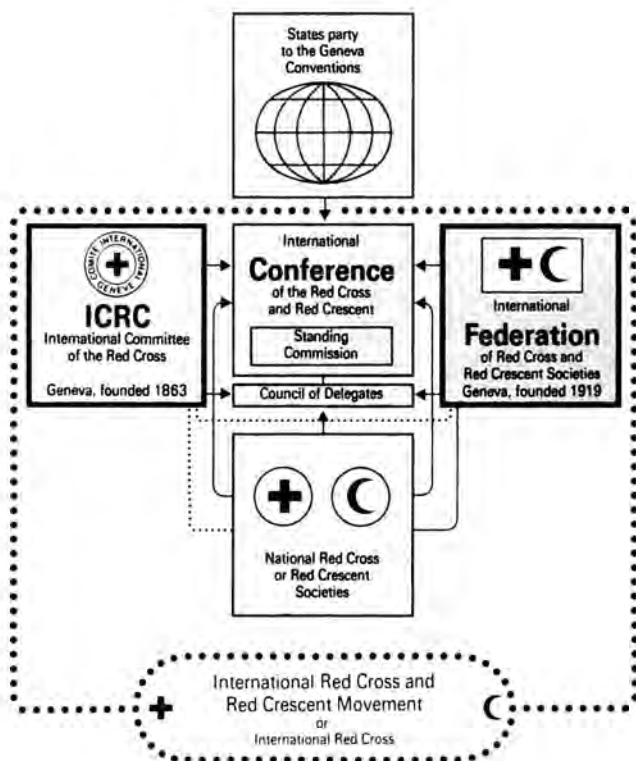 States party
to the Geneva
Conventions
COMITE INTERNATIONAL
GENEVE
ICRC
International Committee
of the Red Cross
Geneva, founded 1863
International
Conference
of the Red Cross
and Red Crescent
Standing
Commission
Council of Delegates
International
Federation
of Red Cross and
Red Crescent Societies
Geneva, founded 1919
National Red Cross
or Red Crescent
Societies
International Red Cross and
Red Crescent Movement
or
International Red Cross